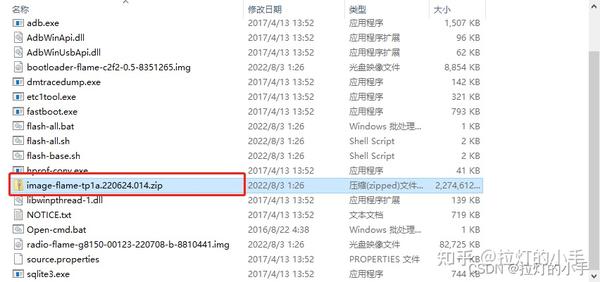 名称 修改日期 类型 大小
adb.exe 2017/4/13 13:52 应用程序 1,507 KB
AdbWinApi.dll 2017/4/13 13:52 应用程序扩展 96 KB
AdbWinUsbApi.dll 2017/4/13 13:52 应用程序扩展 62 KB
bootloader-flame-c2f2-0.5-8351265.img 2022/8/3 1:26 光盘映像文件 8,854 KB
dmtracedump.exe 2017/4/13 13:52 应用程序 142 KB
etc1tool.exe 2017/4/13 13:52 应用程序 321 KB
fastboot.exe 2017/4/13 13:52 应用程序 793 KB
flash-all.bat 2022/8/3 1:26 Windows 批处理... 1 KB
flash-all.sh 2022/8/3 1:26 Shell Script 2 KB
flash-base.sh 2022/8/3 1:26 Shell Script 2 KB
hprof-conv.exe 2017/4/13 13:52 应用程序 41 KB
image-flame-tp1a.220624.014.zip 2022/8/3 1:26 压缩(zipped)文件... 2,274,612...
libwinpthread-1.dll 2017/4/13 13:52 应用程序扩展 231 KB
NOTICE.txt 2017/4/13 13:52 文本文档 719 KB
Open-cmd.bat 2016/8/22 4:38 Windows 批处理... 1 KB
radio-flame-g8150-00123-220708-b-8810441.img 2022/8/3 1:26 光盘映像文件 82,725 KB
source.properties 2017/4/13 13:52 PROPERTIES 文件
sqlite3.exe 2017/4/13 13:52 应用程序 744 KB
知乎 @拉灯的小手
CSDN @拉灯的小手